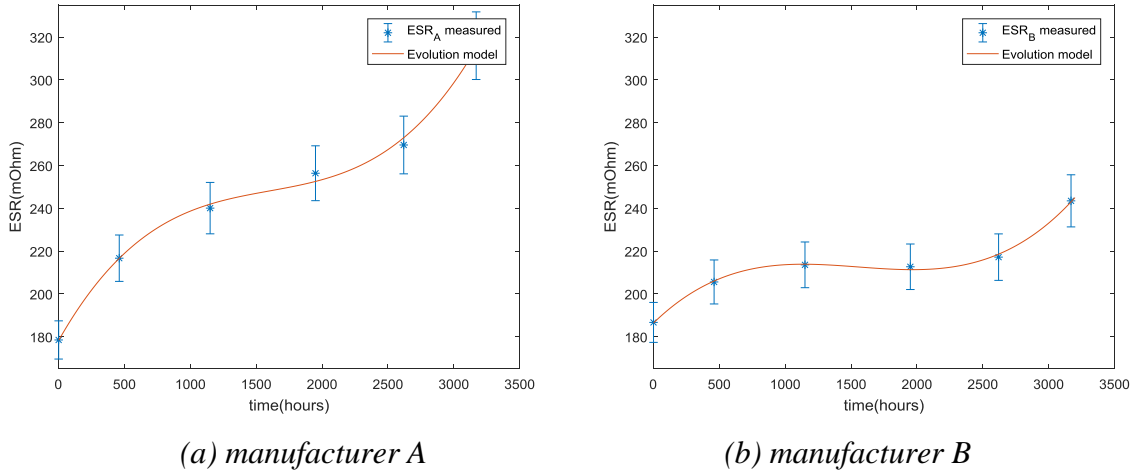 320
300
280
260
240
220
200
180
ESR(mOhm)
ESR_A measured
Evolution model
0 500 1000 1500 2000 2500 3000 3500
time(hours)
(a) manufacturer A
320
300
280
260
240
220
200
180
ESR(mOhm)
ESR_B measured
Evolution model
0 500 1000 1500 2000 2500 3000 3500
time(hours)
(b) manufacturer B